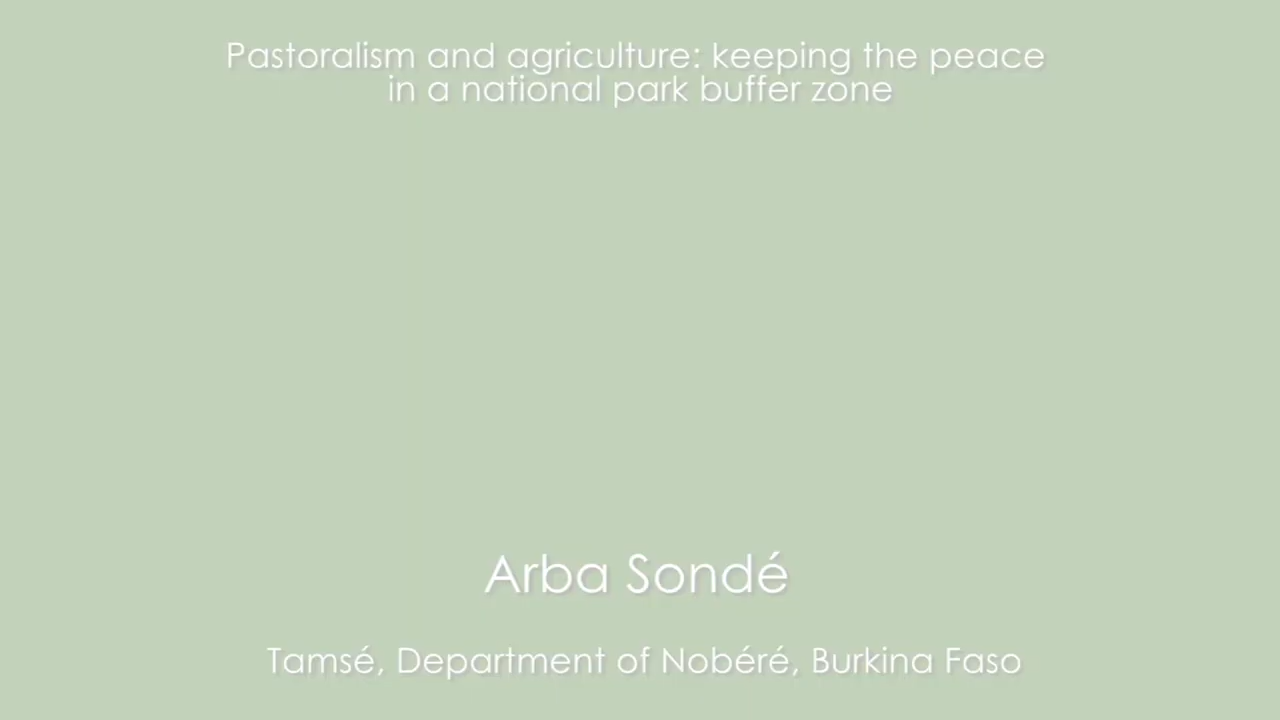 Pastoralism and agriculture: keeping the peace
in a national park buffer zone
Arba Sondé
Tamsé, Department of Nobéré, Burkina Faso